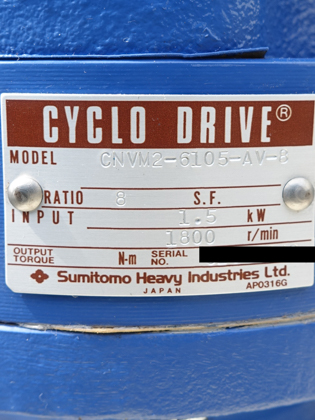 CYCLO DRIVE®
MODEL CNVM2-6105-AV-8
RATIO 8 S.F.
INPUT 1.5 kW
1800 r/min
OUTPUT TORQUE N-m SERIAL NO.
Sumitomo Heavy Industries Ltd.
JAPAN AP0316G